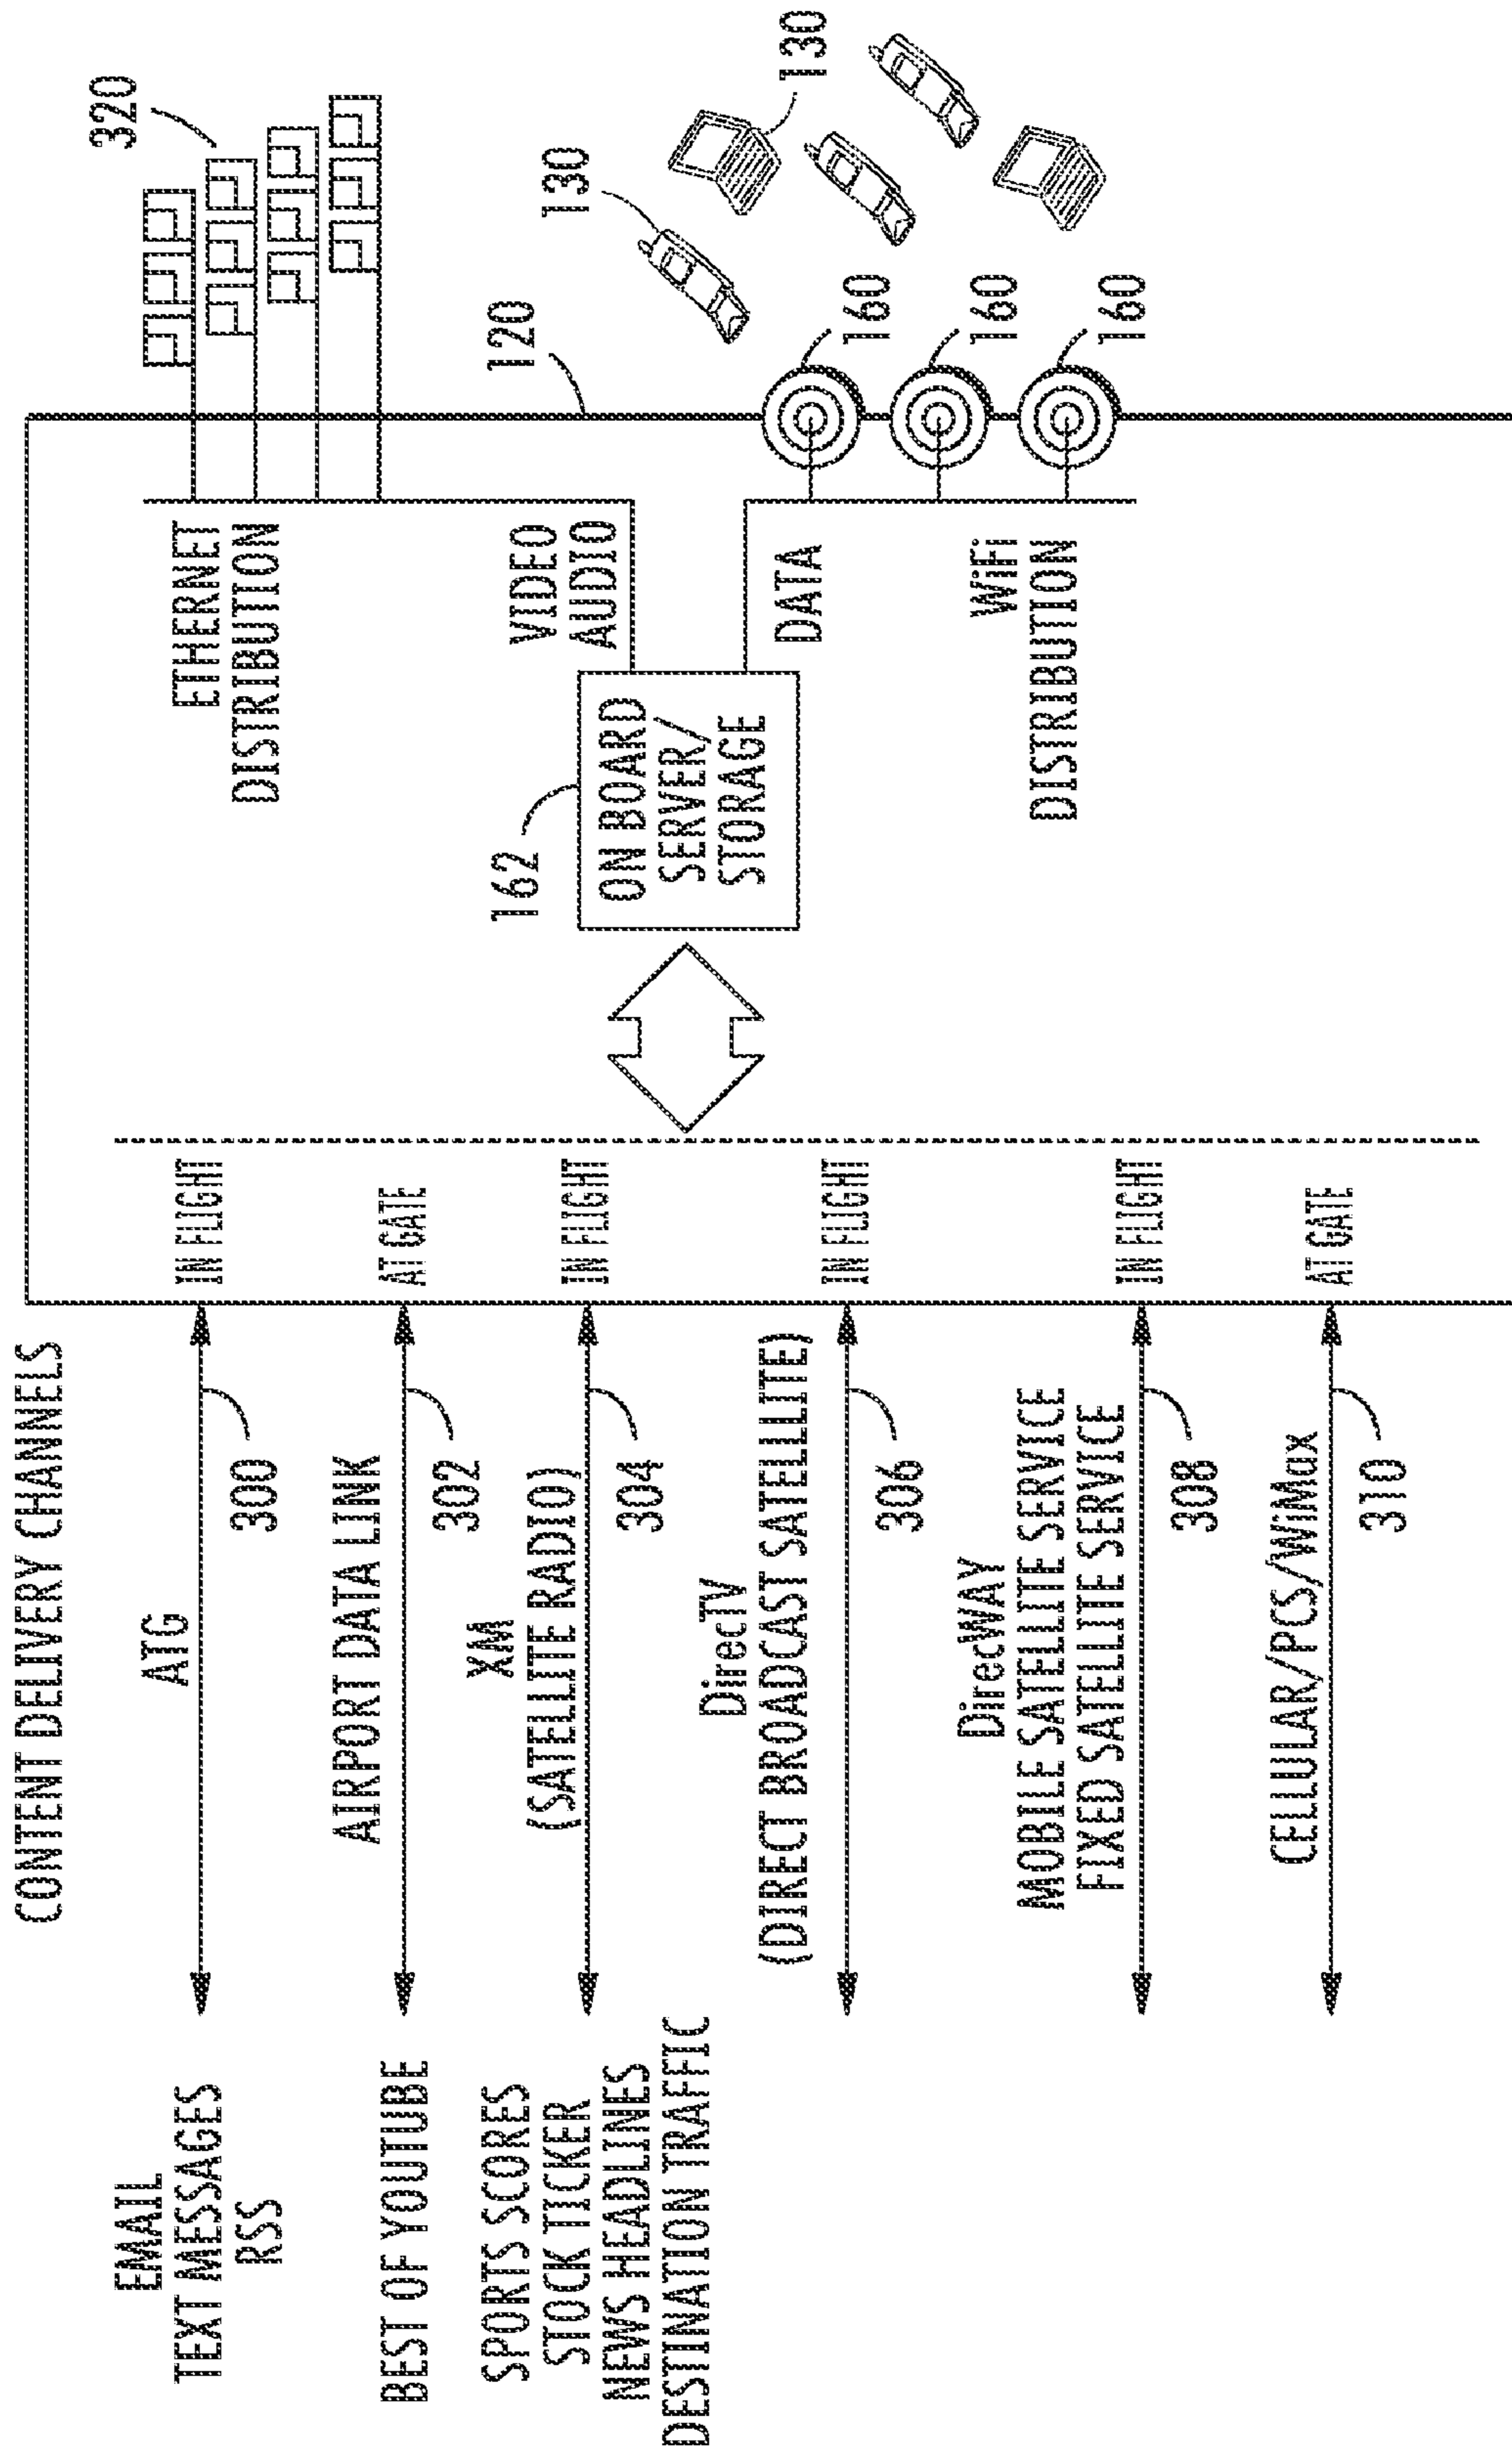 CONTENT DELIVERY CHANNELS
EMAIL
TEXT MESSAGES
RSS
ATG
300
IN FLIGHT
BEST OF YOUTUBE
AIRPORT DATA LINK
302
AT GATE
SPORTS SCORES
STOCK TICKER
NEWS HEADLINES
DESTINATION TRAFFIC
XM
(SATELLITE RADIO)
304
IN FLIGHT
DirecTV
(DIRECT BROADCAST SATELLITE)
306
IN FLIGHT
DirecWAY
MOBILE SATELLITE SERVICE
FIXED SATELLITE SERVICE
308
IN FLIGHT
CELLULAR/PCS/WiMax
310
AT GATE
162
ON BOARD
SERVER/
STORAGE
ETHERNET
DISTRIBUTION
VIDEO
AUDIO
DATA
WiFi
DISTRIBUTION
320
120
130
130
160
160
160